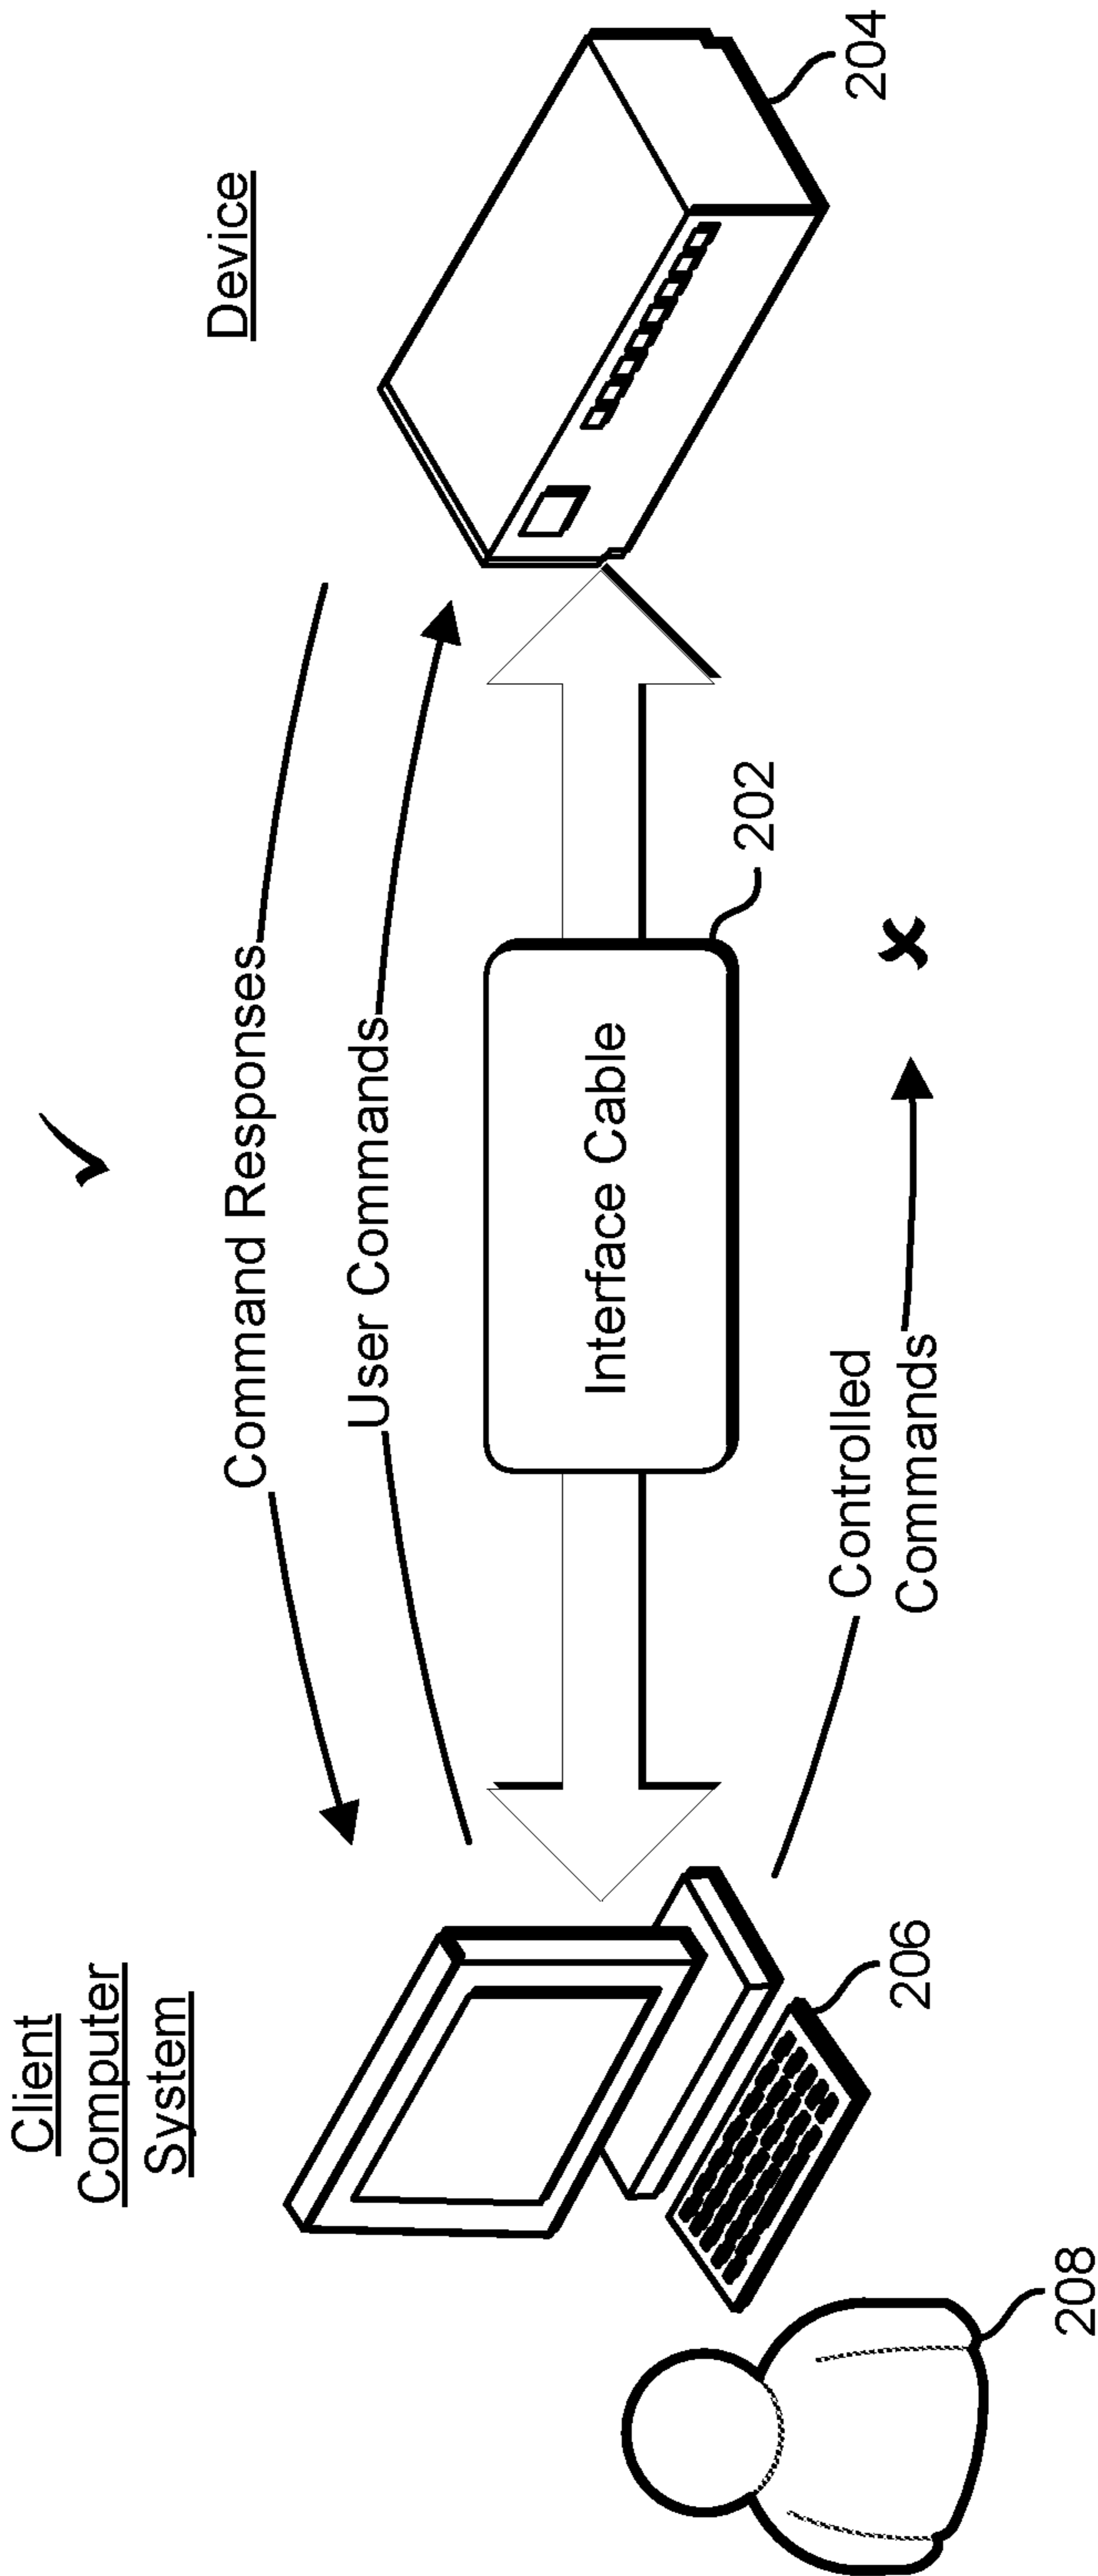 Client
Computer
System
Device
Command Responses
User Commands
Interface Cable
202
204
Controlled
Commands
206
208